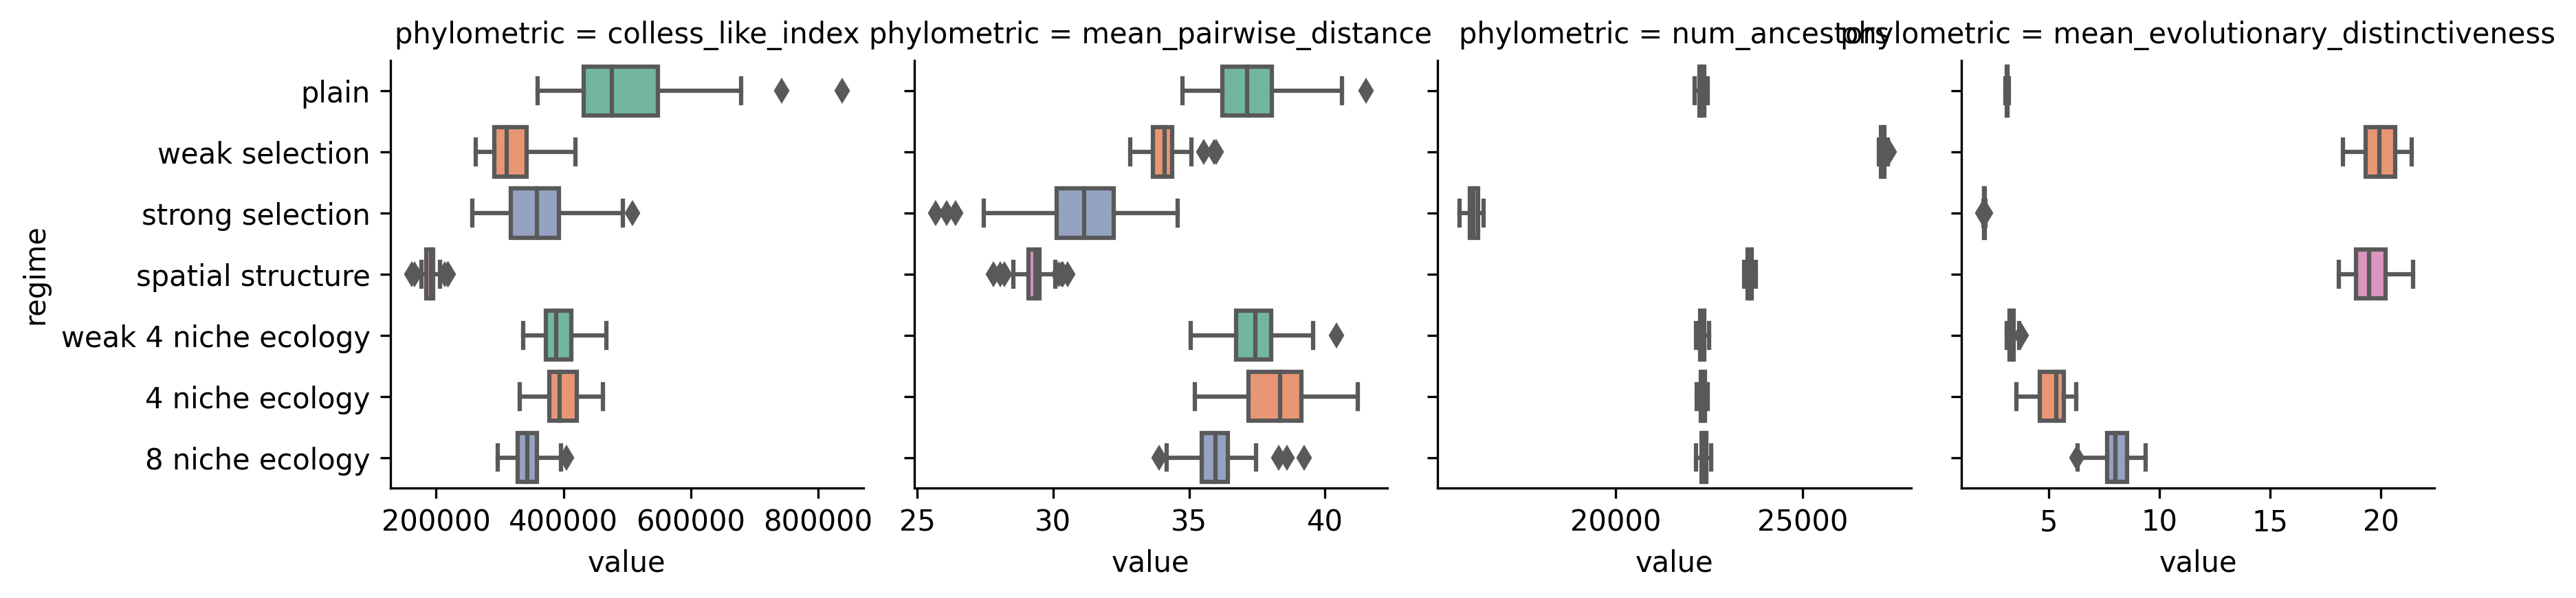 phylometric = colless_like_index
phylometric = mean_pairwise_distance
phylometric = num_ancestors
phylometric = mean_evolutionary_distinctiveness
regime
plain
weak selection
strong selection
spatial structure
weak 4 niche ecology
4 niche ecology
8 niche ecology
200000 400000 600000 800000
25 30 35 40
20000 25000
5 10 15 20
value
value
value
value